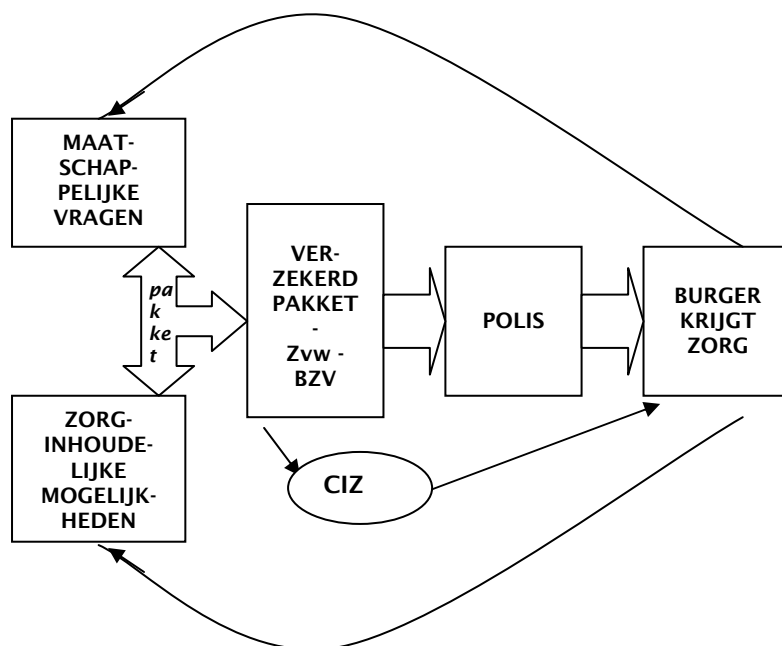 MAAT-
SCHAP-
PELIJKE
VRAGEN
pa
k
ke
t
ZORG-
INHOUDE-
LIJKE
MOGELIJK-
HEDEN
VER-
ZEKERD
PAKKET
-
Zvw -
BZV
CIZ
POLIS
BURGER
KRIJGT
ZORG